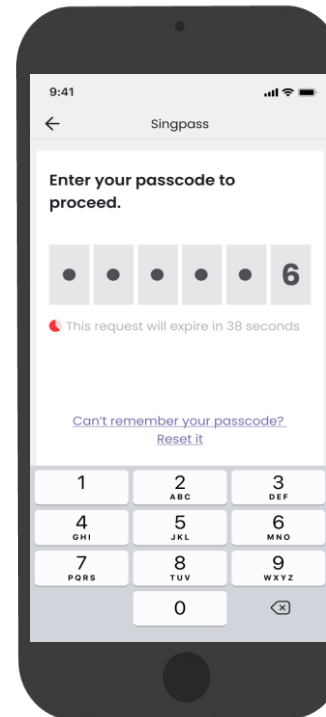 9:41
Singpass
Enter your passcode to
proceed.
6
This request will expire in 38 seconds
Can't remember your passcode?
Reset it
1 2 3
ABC DEF
4 5 6
GHI JKL MNO
7 8 9
PQRS TUV WXYZ
0